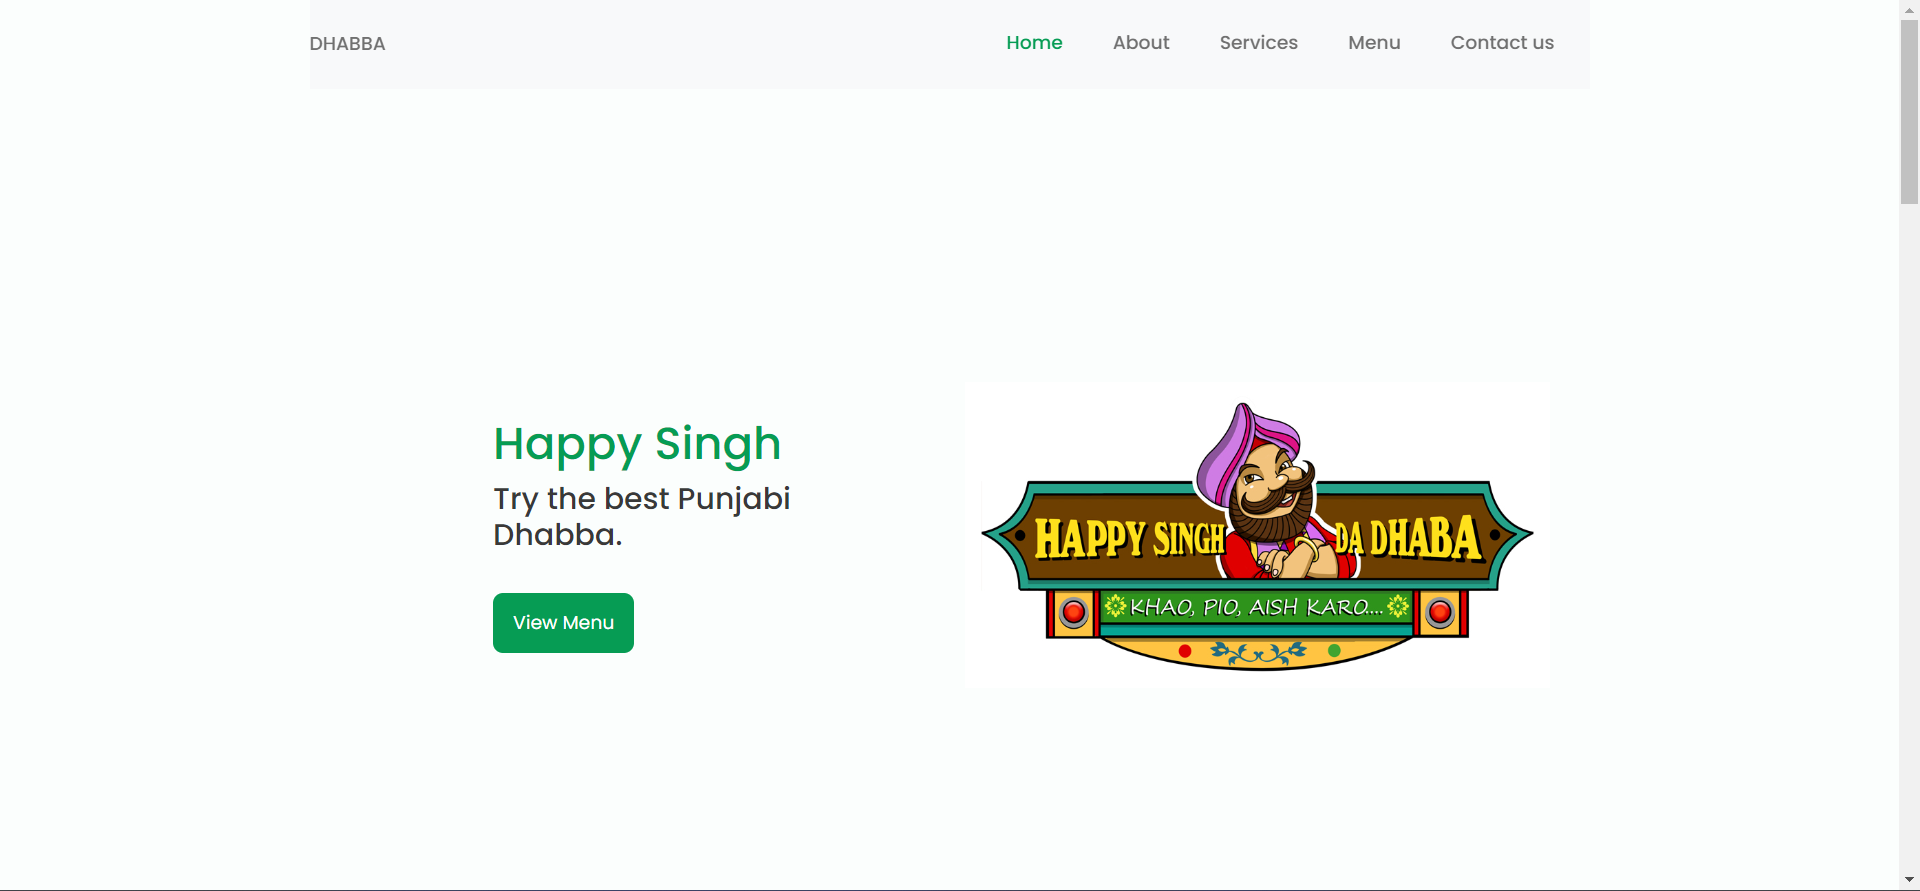 DHABBA
Home About Services Menu Contact us
Happy Singh
Try the best Punjabi
Dhabba.
View Menu
HAPPY SINGH DA DHABA
KHAO, PIO, AISH KARO....